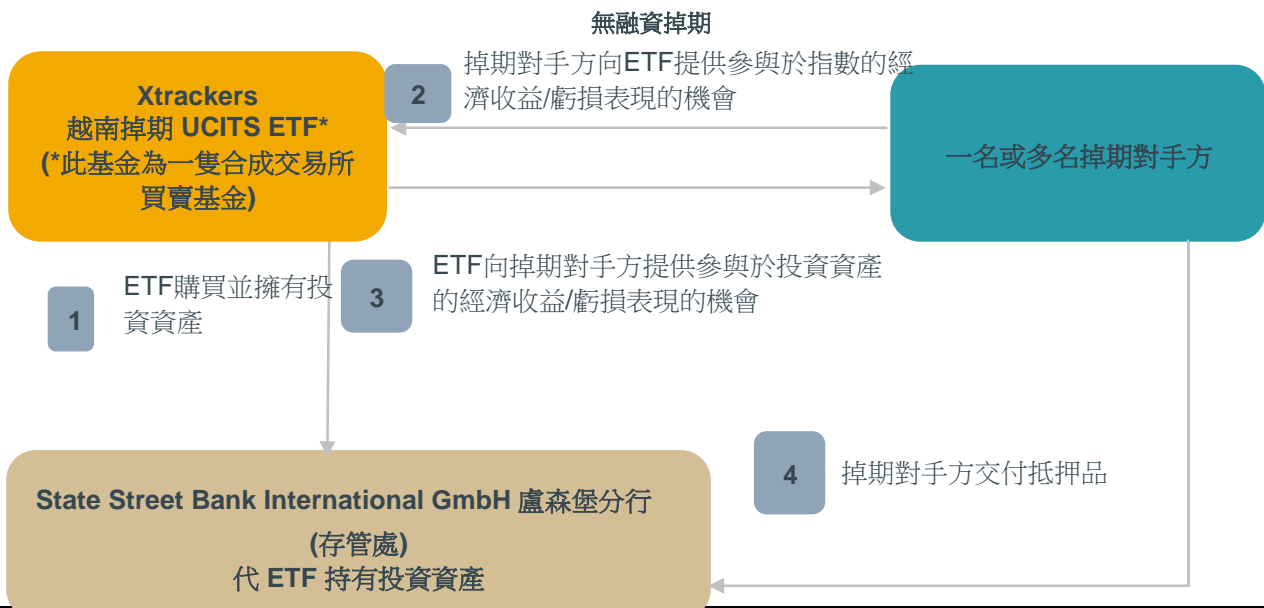 無融資掉期
Xtrackers
越南掉期 UCITS ETF*
(*此基金為一隻合成交易所
買賣基金)
2
掉期對手方向ETF提供參與於指數的經
濟收益/虧損表現的機會
一名或多名掉期對手方
1
ETF購買並擁有投
資資產
3
ETF向掉期對手方提供參與於投資資產
的經濟收益/虧損表現的機會
4
掉期對手方交付抵押品
State Street Bank International GmbH 盧森堡分行
(存管處)
代 ETF 持有投資資產